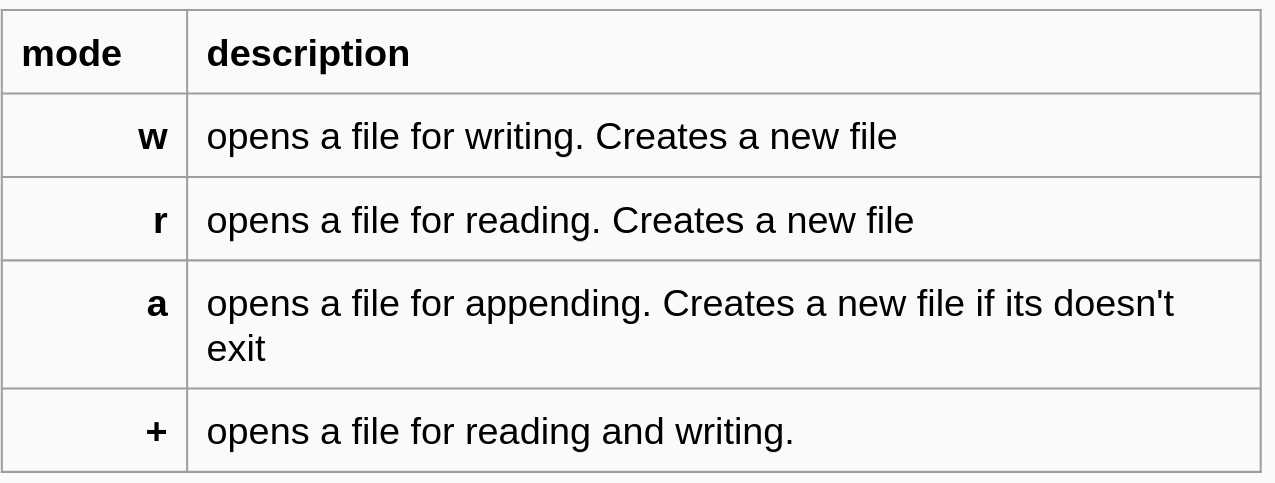 mode description
w opens a file for writing. Creates a new file
r opens a file for reading. Creates a new file
a opens a file for appending. Creates a new file if its doesn't
exit
+ opens a file for reading and writing.